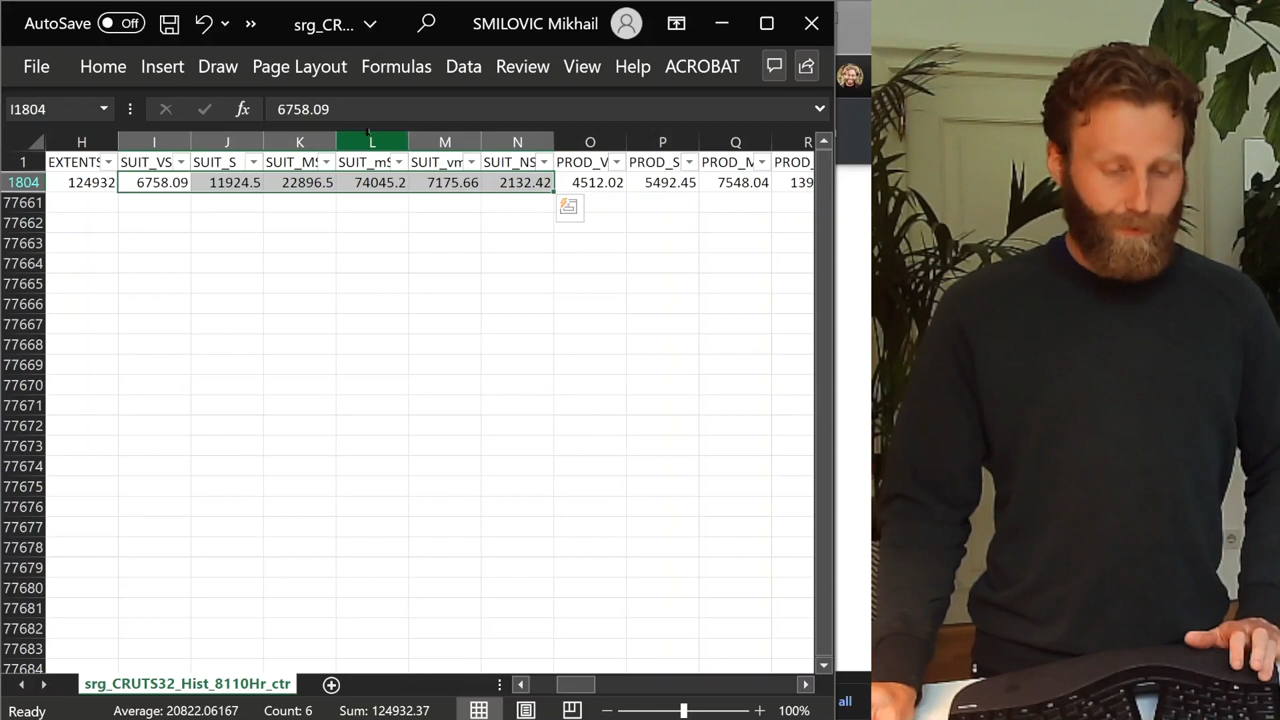 AutoSave Off srg_CR... SMILOVIC Mikhail
File Home Insert Draw Page Layout Formulas Data Review View Help ACROBAT
I1804 fx 6758.09
H I J K L M N O P Q R
1 EXTENTS SUIT_VS SUIT_S SUIT_MS SUIT_mS SUIT_vm SUIT_NS PROD_V PROD_S PROD_M PROD_
1804 124932 6758.09 11924.5 22896.5 74045.2 7175.66 2132.42 4512.02 5492.45 7548.04 139
77661
77662
77663
77664
77665
77666
77667
77668
77669
77670
77671
77672
77673
77674
77675
77676
77677
77678
77679
77680
77681
77682
77683
77684
srg_CRUTS32_Hist_8110Hr_ctr
all
Ready Average: 20822.06167 Count: 6 Sum: 124932.37 100%